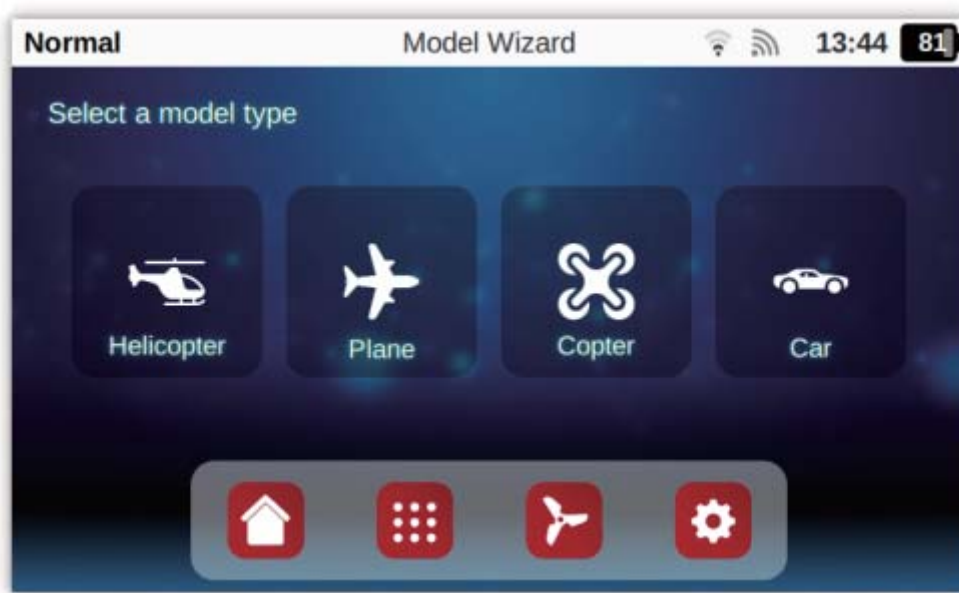 Normal Model Wizard 13:44 81
Select a model type
Helicopter Plane Copter Car